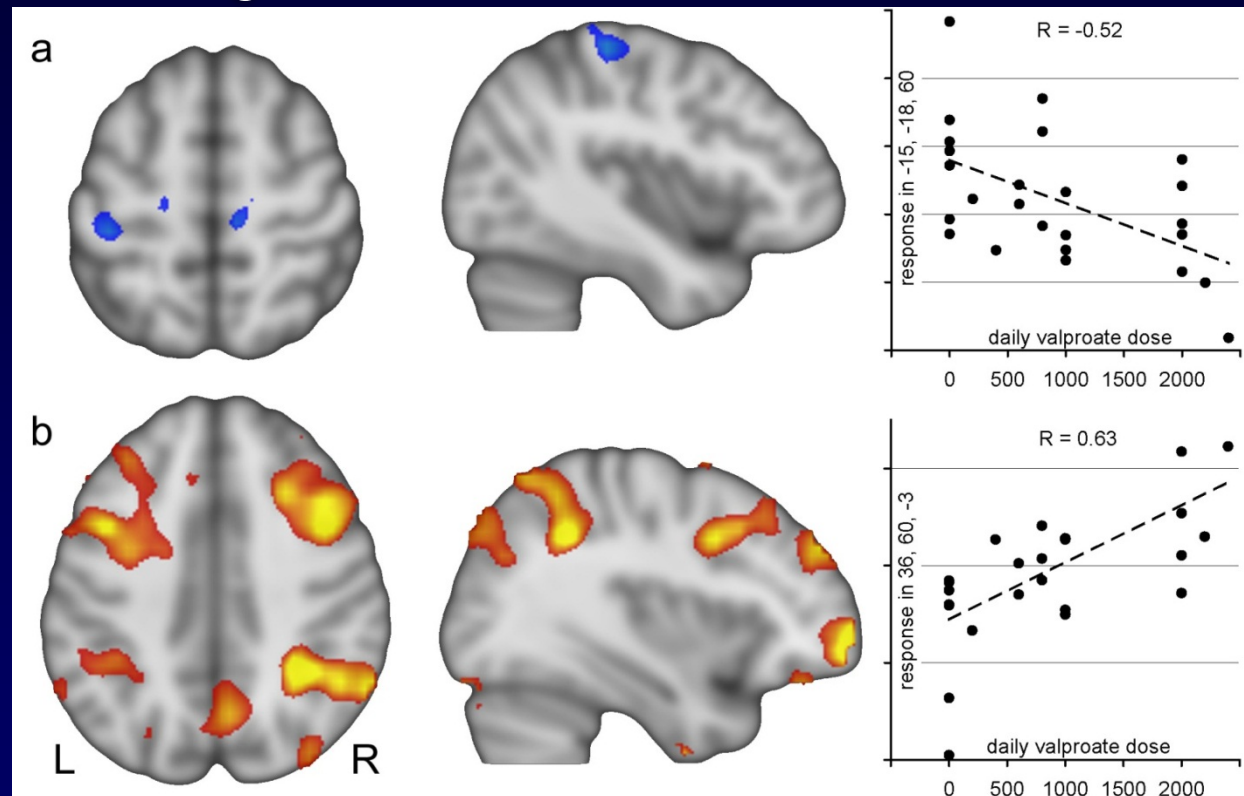 a
R = -0.52
response in -15, -18, 60
daily valproate dose
0 500 1000 1500 2000
b
R = 0.63
response in 36, 60, -3
daily valproate dose
0 500 1000 1500 2000
L R